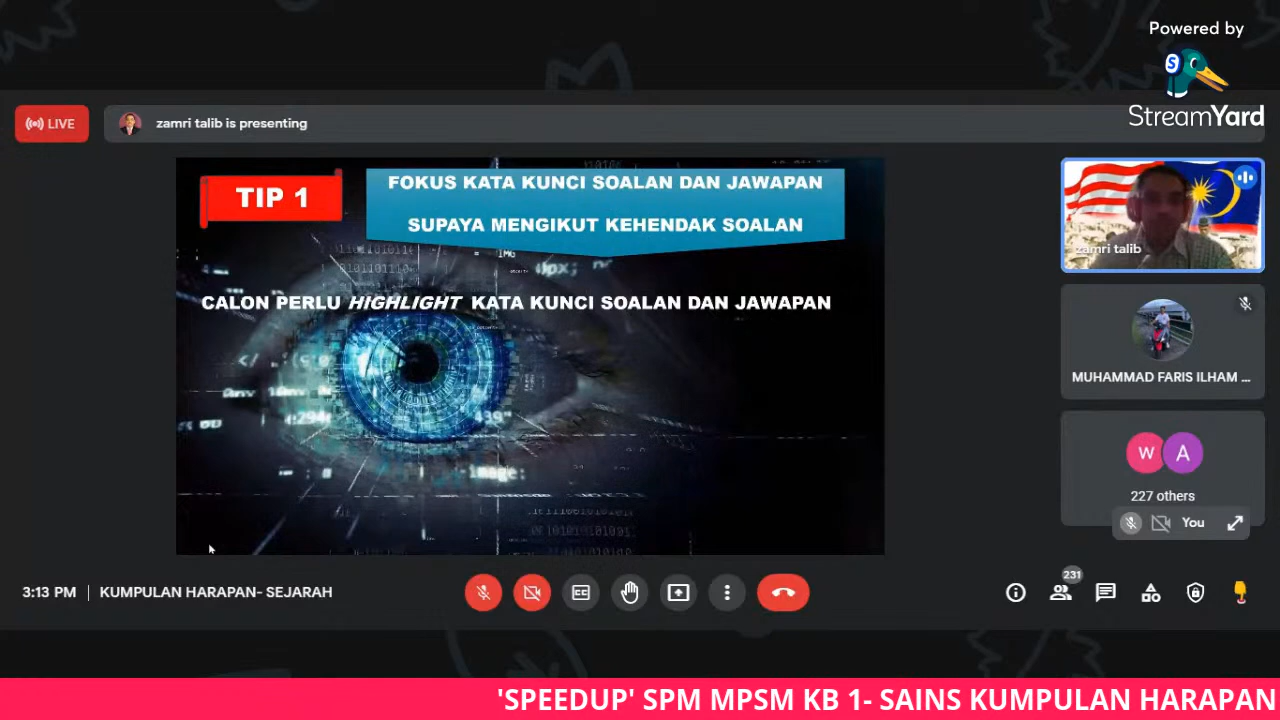 Powered by
StreamYard
LIVE
zamri talib is presenting
TIP 1
FOKUS KATA KUNCI SOALAN DAN JAWAPAN
SUPAYA MENGIKUT KEHENDAK SOALAN
CALON PERLU HIGHLIGHT KATA KUNCI SOALAN DAN JAWAPAN
zamri talib
MUHAMMAD FARIS ILHAM ...
W A
227 others
You
3:13 PM | KUMPULAN HARAPAN- SEJARAH
231
'SPEEDUP' SPM MPSM KB 1- SAINS KUMPULAN HARAPAN